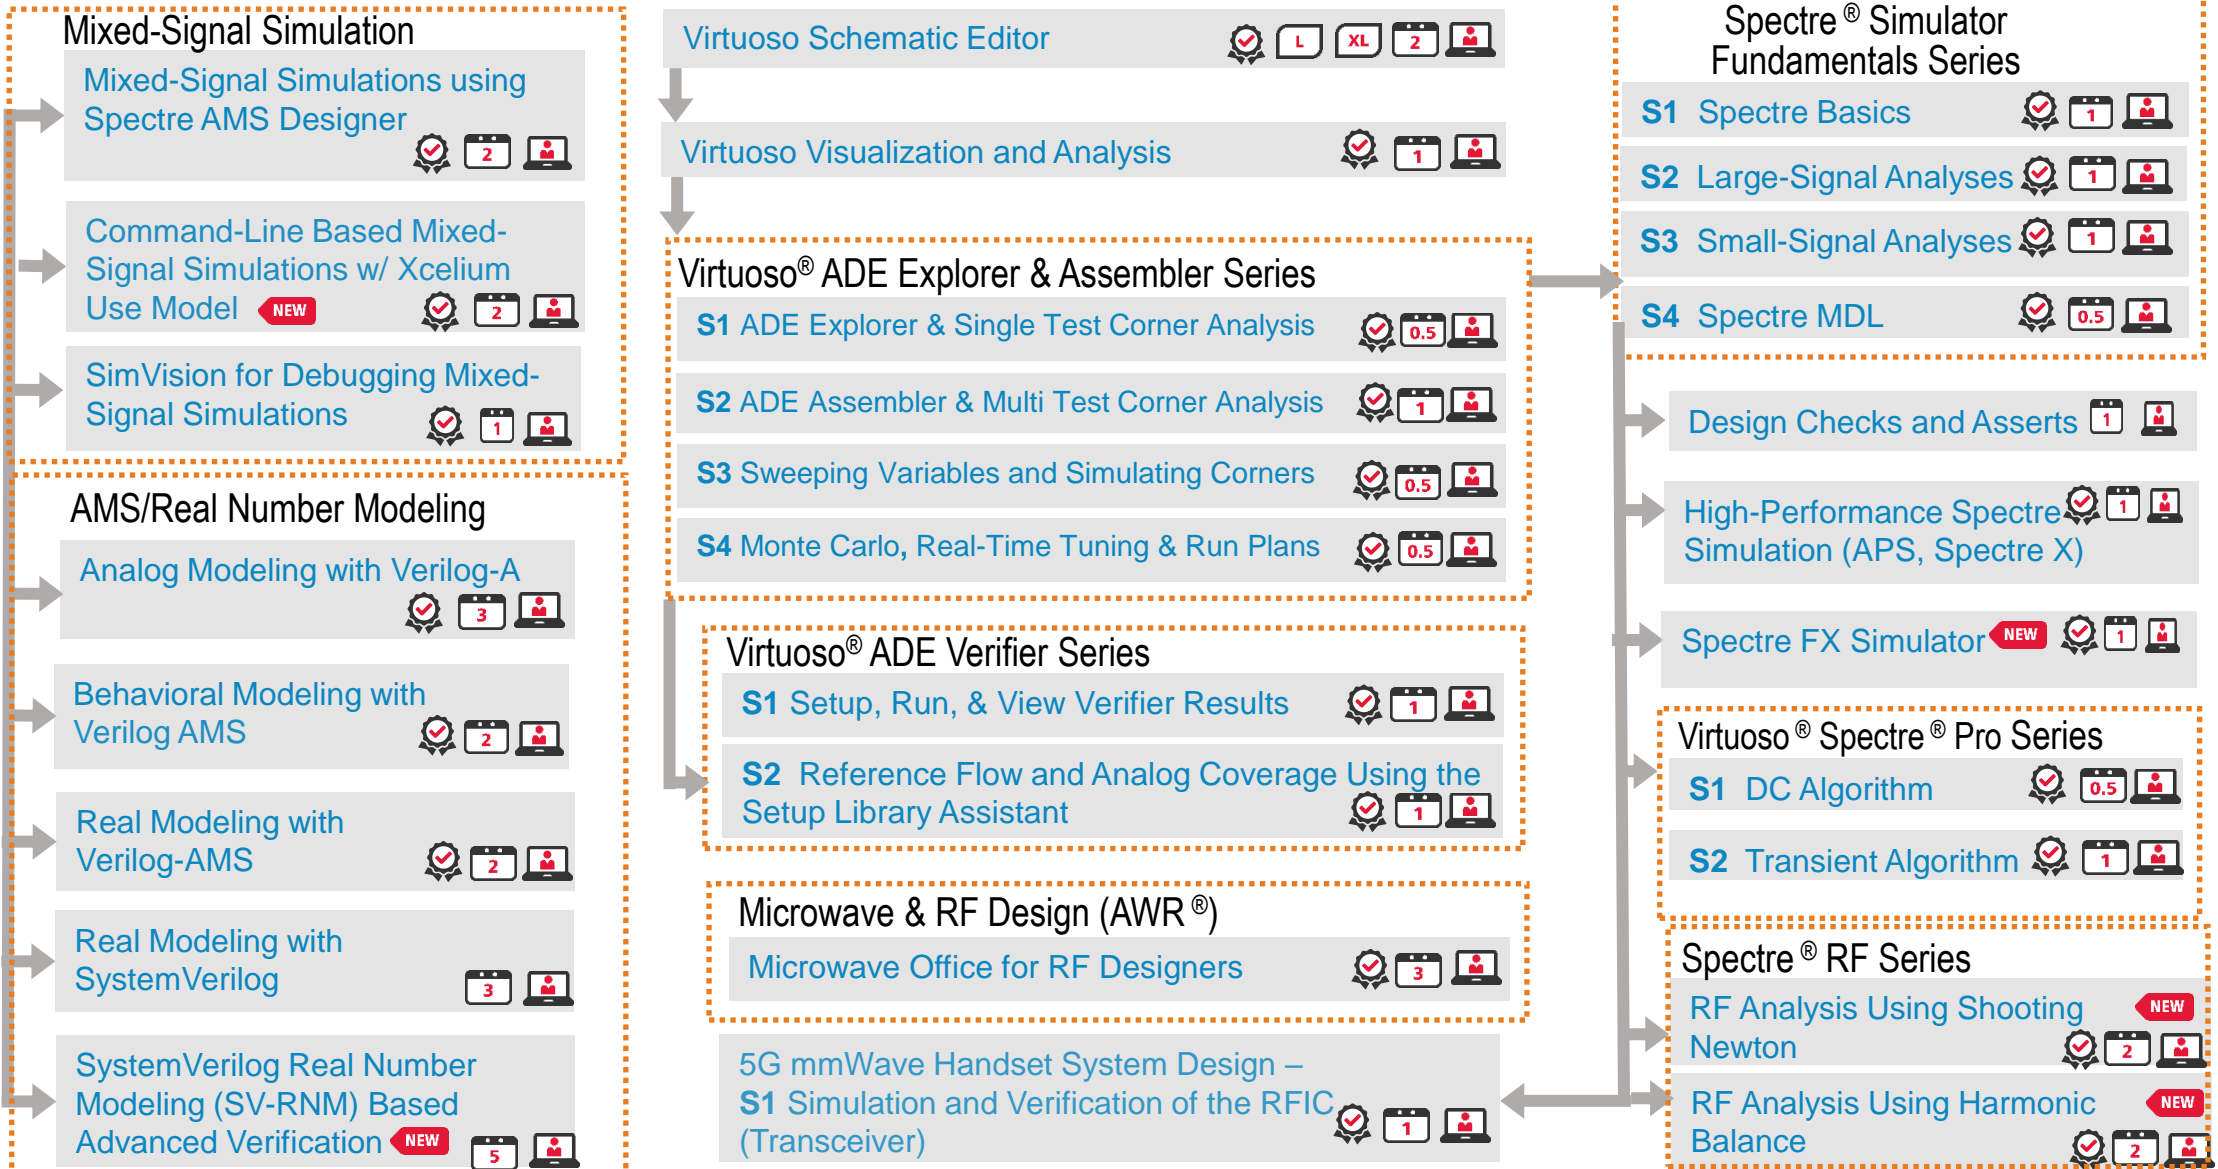 Mixed-Signal Simulation
Mixed-Signal Simulations using
Spectre AMS Designer
2
Command-Line Based Mixed-
Signal Simulations w/ Xcelium
Use Model NEW
2
SimVision for Debugging Mixed-
Signal Simulations
1
AMS/Real Number Modeling
Analog Modeling with Verilog-A
3
Behavioral Modeling with
Verilog AMS
2
Real Modeling with
Verilog-AMS
2
Real Modeling with
SystemVerilog
3
SystemVerilog Real Number
Modeling (SV-RNM) Based
Advanced Verification NEW
5
Virtuoso Schematic Editor L XL 2
Virtuoso Visualization and Analysis 1
Virtuoso® ADE Explorer & Assembler Series
S1 ADE Explorer & Single Test Corner Analysis 0.5
S2 ADE Assembler & Multi Test Corner Analysis 1
S3 Sweeping Variables and Simulating Corners 0.5
S4 Monte Carlo, Real-Time Tuning & Run Plans 0.5
Virtuoso® ADE Verifier Series
S1 Setup, Run, & View Verifier Results 1
S2 Reference Flow and Analog Coverage Using the
Setup Library Assistant 1
Microwave & RF Design (AWR ®)
Microwave Office for RF Designers 3
5G mmWave Handset System Design –
S1 Simulation and Verification of the RFIC
(Transceiver) 1
Spectre ® Simulator
Fundamentals Series
S1 Spectre Basics 1
S2 Large-Signal Analyses 1
S3 Small-Signal Analyses 1
S4 Spectre MDL 0.5
Design Checks and Asserts 1
High-Performance Spectre 1
Simulation (APS, Spectre X)
Spectre FX Simulator NEW 1
Virtuoso ® Spectre ® Pro Series
S1 DC Algorithm 0.5
S2 Transient Algorithm 1
Spectre ® RF Series
RF Analysis Using Shooting NEW
Newton 2
RF Analysis Using Harmonic NEW
Balance 2